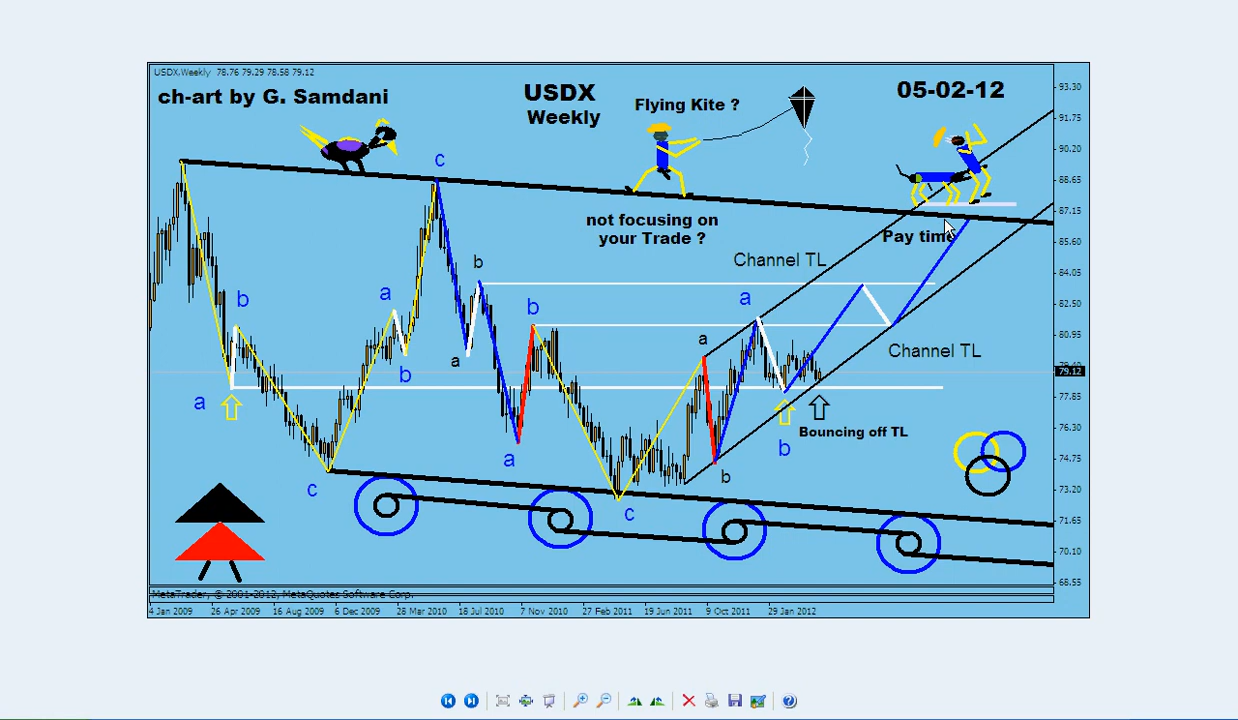 USDX,Weekly 78.76 79.29 78.58 79.12
ch-art by G. Samdani
USDX
Weekly
05-02-12
Flying Kite ?
not focusing on
your Trade ?
Pay time
Channel TL
Channel TL
Bouncing off TL
c
b
a
b
b
a
a
b
a
b
a
c
a
b
b
c
93.30
91.75
90.20
88.65
87.15
85.60
84.05
82.50
80.95
79.12
77.85
76.30
74.75
73.20
71.65
70.10
68.55
MetaTrader, © 2001-2012, MetaQuotes Software Corp.
4 Jan 2009 26 Apr 2009 16 Aug 2009 6 Dec 2009 28 Mar 2010 18 Jul 2010 7 Nov 2010 27 Feb 2011 19 Jun 2011 9 Oct 2011 29 Jan 2012